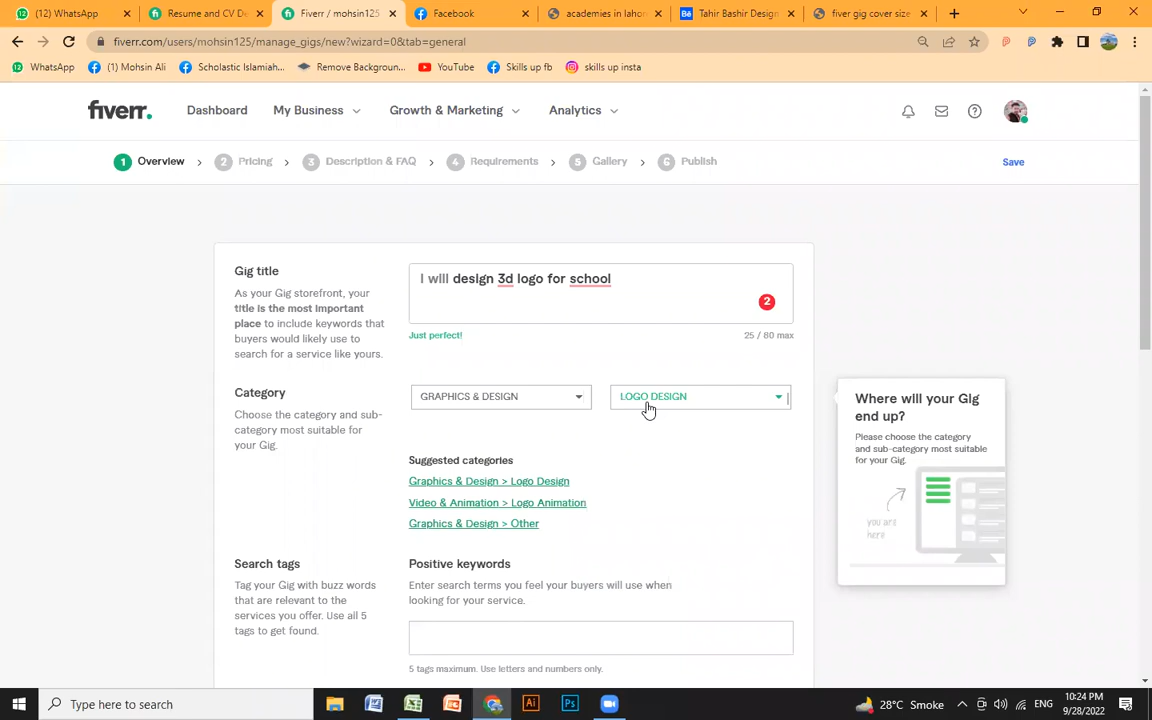 (12) WhatsApp
Resume and CV De
Fiverr / mohsin125
Facebook
academies in lahor
Tahir Bashir Design
fiver gig cover size
fiverr.com/users/mohsin125/manage_gigs/new?wizard=0&tab=general
WhatsApp
(1) Mohsin Ali
Scholastic Islamiah...
Remove Backgroun...
YouTube
Skills up fb
skills up insta
fiverr.
Dashboard
My Business
Growth & Marketing
Analytics
1 Overview
2 Pricing
3 Description & FAQ
4 Requirements
5 Gallery
6 Publish
Save
Gig title
As your Gig storefront, your
title is the most important
place to include keywords that
buyers would likely use to
search for a service like yours.
I will design 3d logo for school
2
Just perfect!
25 / 80 max
Category
Choose the category and sub-
category most suitable for
your Gig.
GRAPHICS & DESIGN
LOGO DESIGN
Suggested categories
Graphics & Design > Logo Design
Video & Animation > Logo Animation
Graphics & Design > Other
Where will your Gig
end up?
Please choose the category
and sub-category most suitable
for your Gig.
you are
here
Search tags
Tag your Gig with buzz words
that are relevant to the
services you offer. Use all 5
tags to get found.
Positive keywords
Enter search terms you feel your buyers will use when
looking for your service.
5 tags maximum. Use letters and numbers only.
Type here to search
Ai
Ps
28°C Smoke
ENG
10:24 PM
9/28/2022